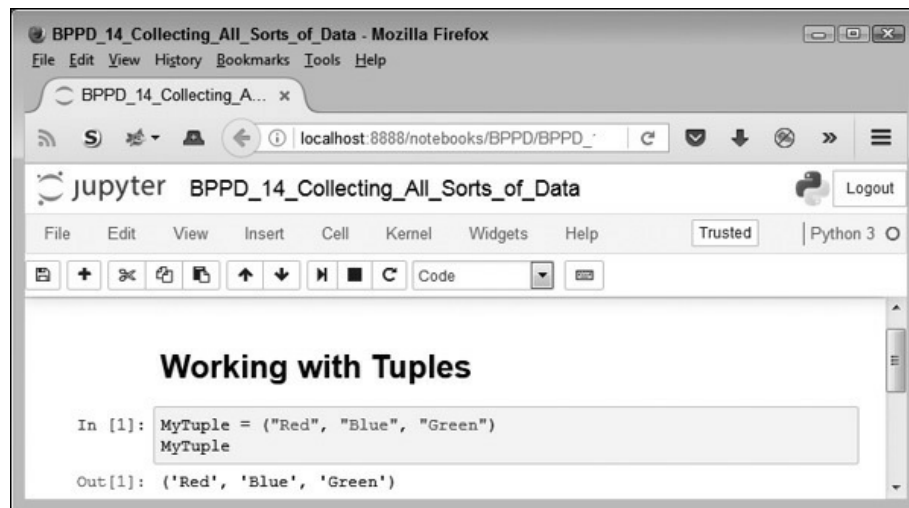 BPPD_14_Collecting_All_Sorts_of_Data - Mozilla Firefox
File Edit View History Bookmarks Tools Help
BPPD_14_Collecting_A... ×
S localhost:8888/notebooks/BPPD/BPPD_ »
jupyter BPPD_14_Collecting_All_Sorts_of_Data Logout
File Edit View Insert Cell Kernel Widgets Help Trusted Python 3
Code
Working with Tuples
In [1]: MyTuple = ("Red", "Blue", "Green")
MyTuple
Out[1]: ('Red', 'Blue', 'Green')